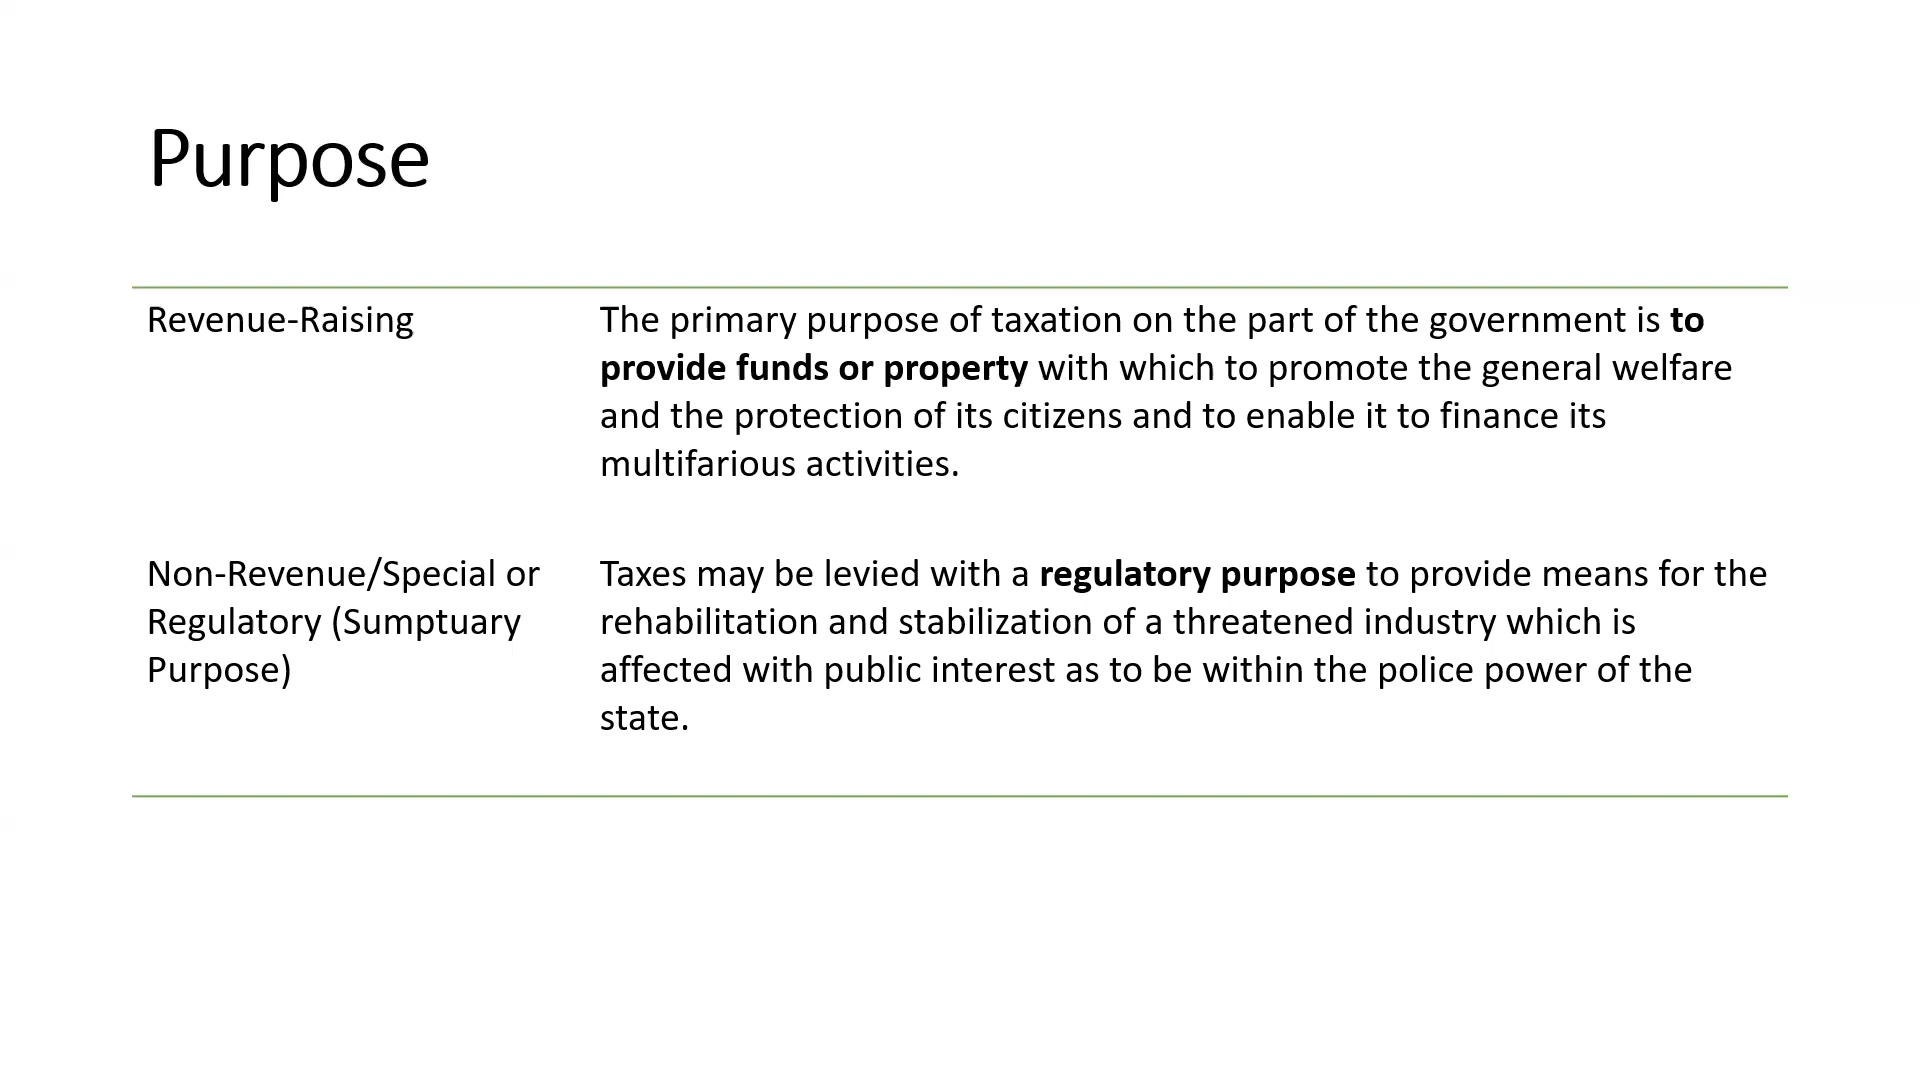 Purpose
Revenue-Raising
The primary purpose of taxation on the part of the government is to
provide funds or property with which to promote the general welfare
and the protection of its citizens and to enable it to finance its
multifarious activities.
Non-Revenue/Special or
Regulatory (Sumptuary
Purpose)
Taxes may be levied with a regulatory purpose to provide means for the
rehabilitation and stabilization of a threatened industry which is
affected with public interest as to be within the police power of the
state.